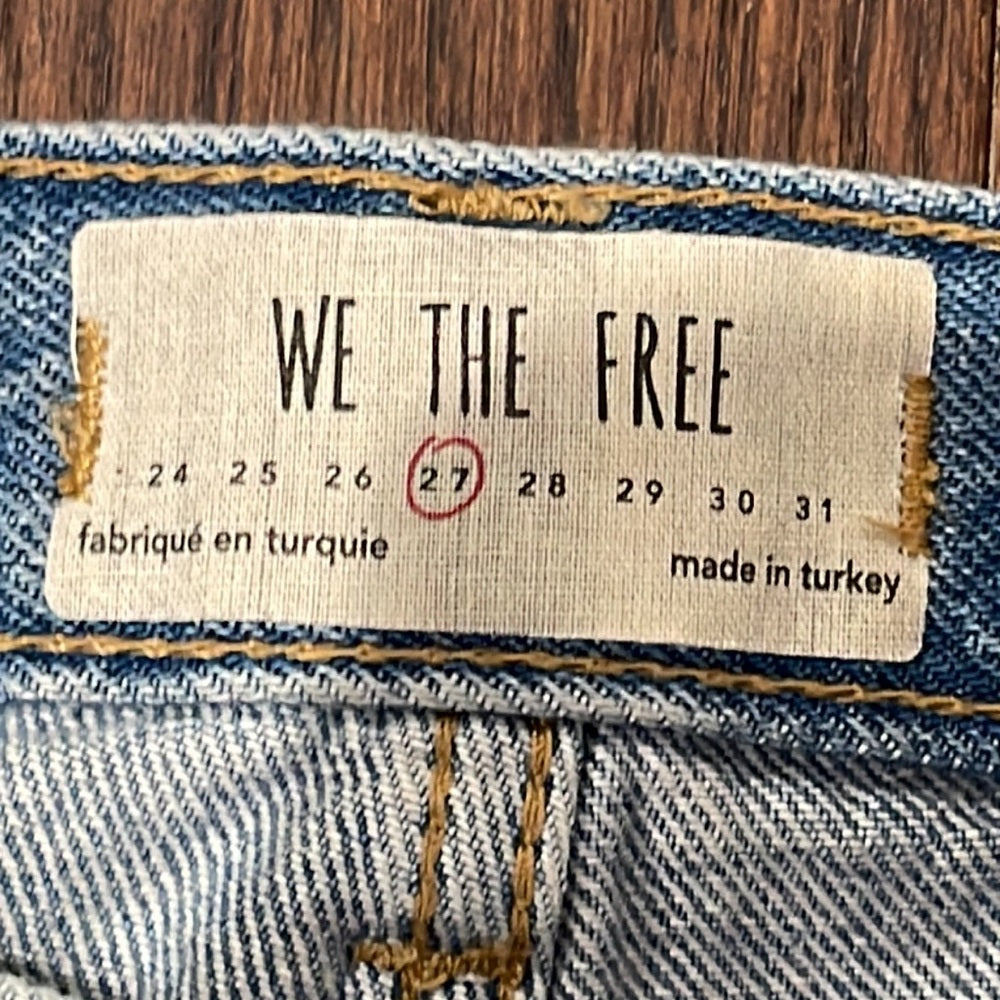 WE THE FREE
24 25 26 27 28 29 30 31
fabriqué en turquie
made in turkey